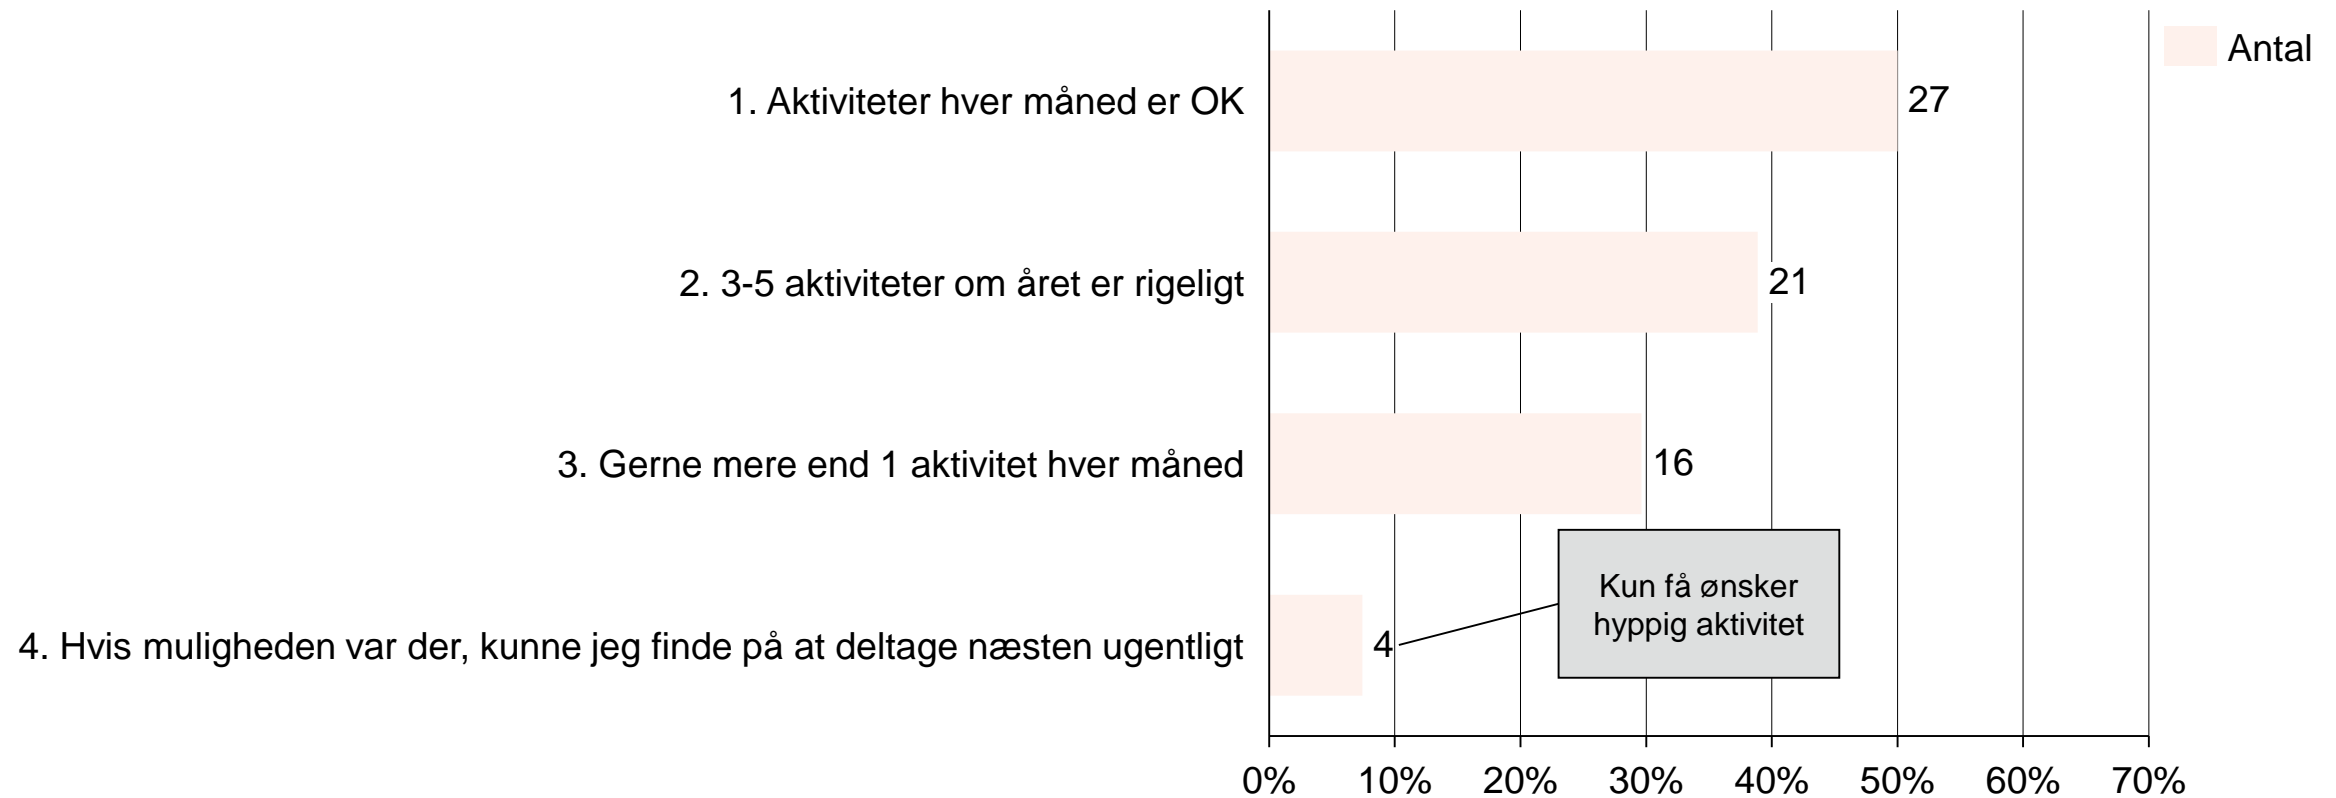 Antal
1. Aktiviteter hver måned er OK
27
2. 3-5 aktiviteter om året er rigeligt
21
3. Gerne mere end 1 aktivitet hver måned
16
Kun få ønsker
hyppig aktivitet
4. Hvis muligheden var der, kunne jeg finde på at deltage næsten ugentligt
4
0% 10% 20% 30% 40% 50% 60% 70%